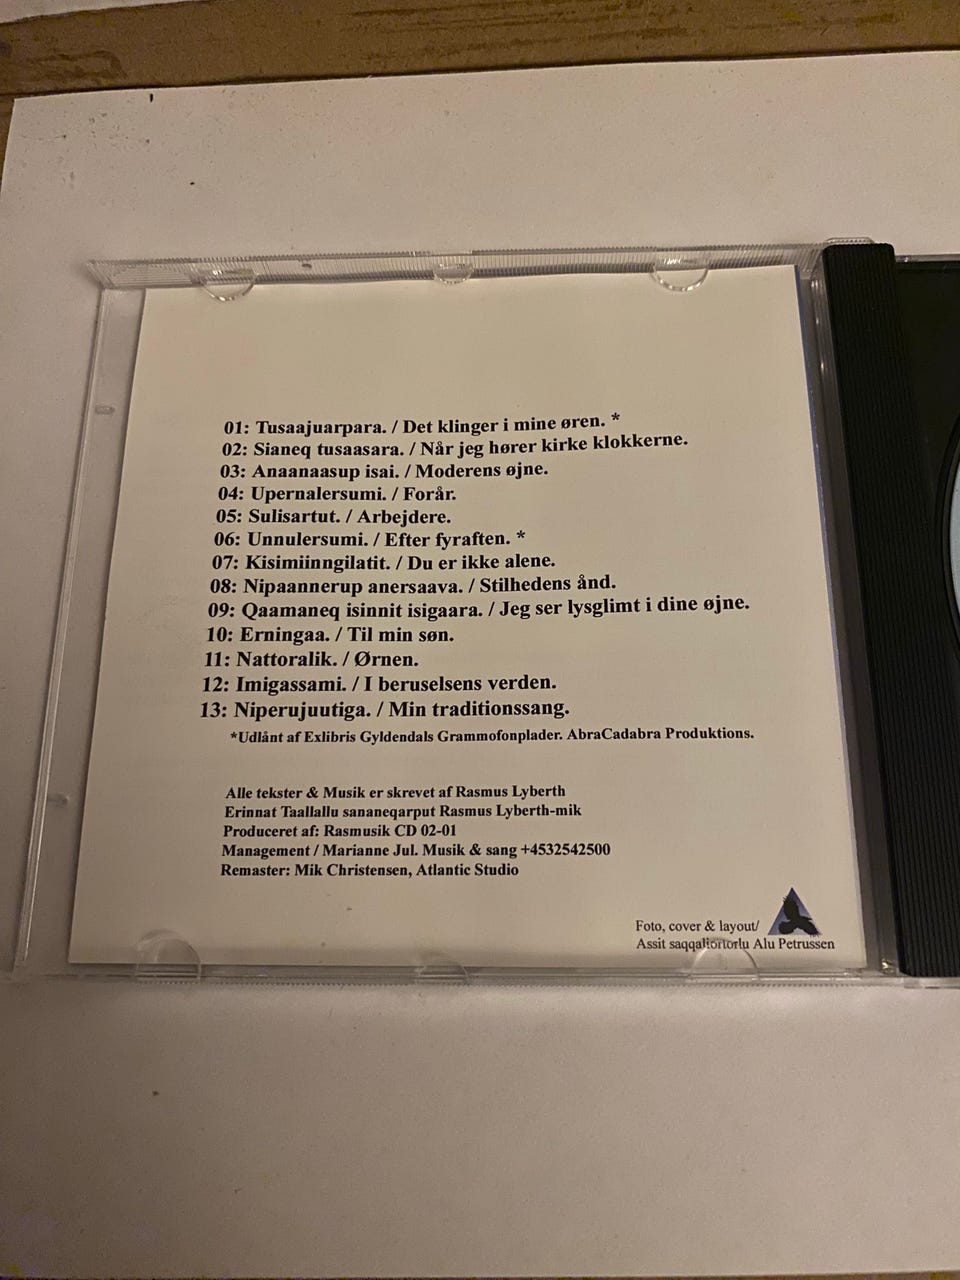 01: Tusaajuarpara. / Det klinger i mine øren. *
02: Sianeq tusaasara. / Når jeg hører kirke klokkerne.
03: Anaanaasup isai. / Moderens øjne.
04: Upernalersumi. / Forår.
05: Sulisartut. / Arbejdere.
06: Unnulersumi. / Efter fyraften. *
07: Kisimiinngilatit. / Du er ikke alene.
08: Nipaannerup anersaava. / Stilhedens ånd.
09: Qaamaneq isinnit isigaara. / Jeg ser lysglimt i dine øjne.
10: Erningaa. / Til min søn.
11: Nattoralik. / Ørnen.
12: Imigassami. / I beruselsens verden.
13: Niperujuutiga. / Min traditionssang.
*Udlånt af Exlibris Gyldendals Grammofonplader. AbraCadabra Produktions.
Alle tekster & Musik er skrevet af Rasmus Lyberth
Erinnat Taallallu sananeqarput Rasmus Lyberth-mik
Produceret af: Rasmusik CD 02-01
Management / Marianne Jul. Musik & sang +4532542500
Remaster: Mik Christensen, Atlantic Studio
Foto, cover & layout/
Assit saqqaliortorlu Alu Petrussen